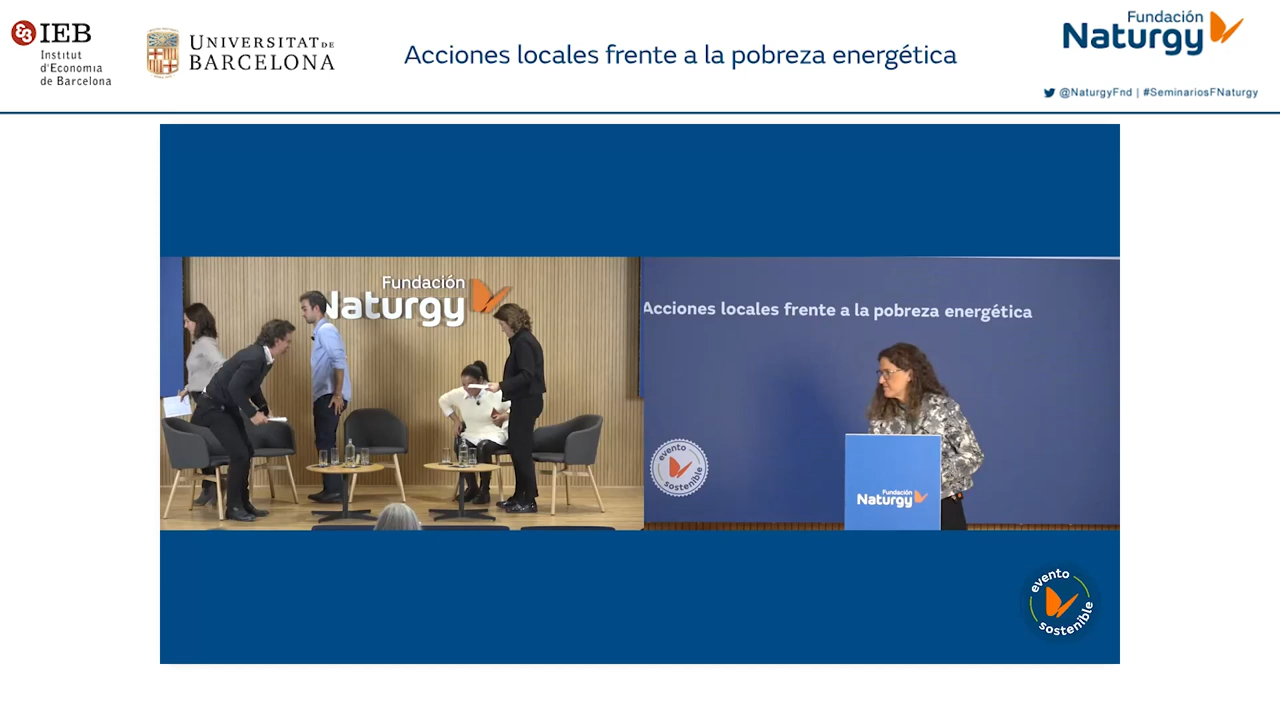 IEB
Institut
d'Economia
de Barcelona
UNIVERSITAT DE
BARCELONA
Acciones locales frente a la pobreza energética
Fundación
Naturgy
@NaturgyFnd | #SeminariosFNaturgy
Fundación
Naturgy
Acciones locales frente a la pobreza energética
evento
sostenible
Fundación
Naturgy
evento
sostenible